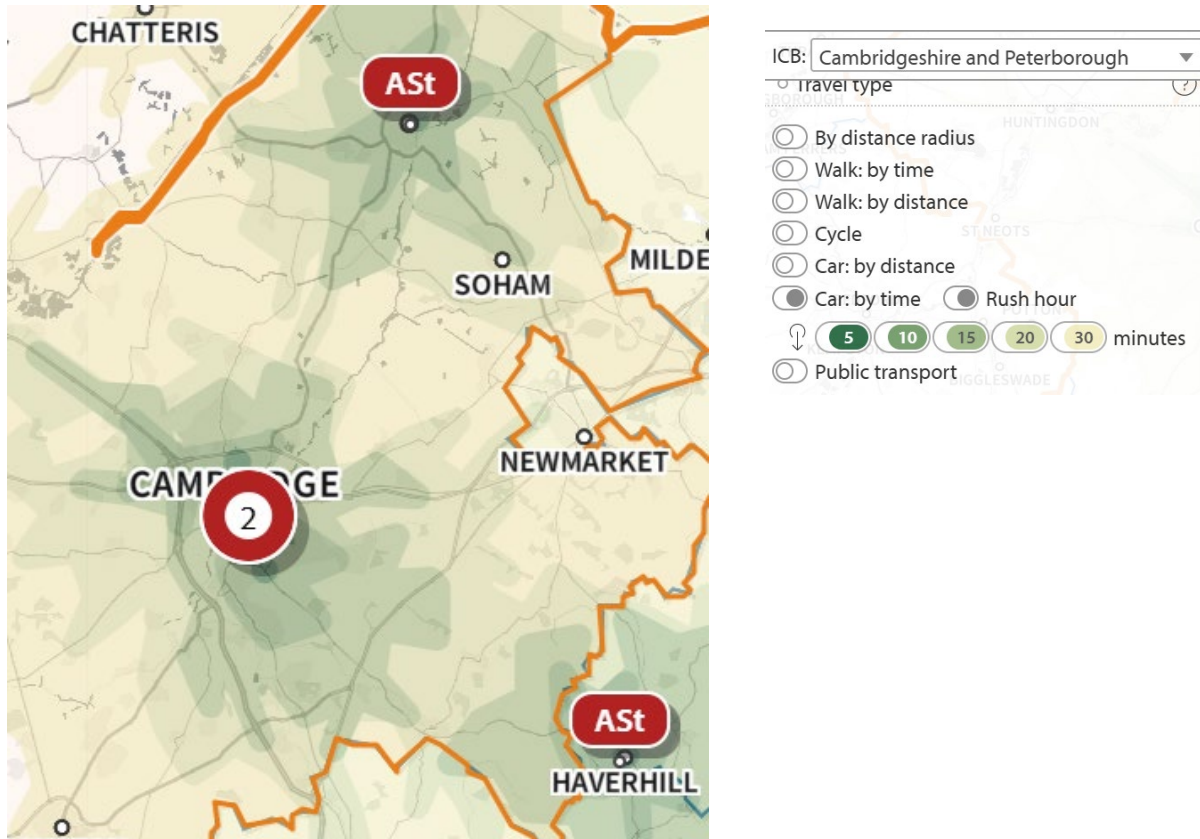 CHATTERIS
ASt
SOHAM
MILDE
NEWMARKET
CAMBRIDGE
2
ASt
HAVERHILL
ICB: Cambridgeshire and Peterborough
Travel type
?
HUNTINGDON
By distance radius
Walk: by time
Walk: by distance
ST NEOTS
Cycle
Car: by distance
Car: by time Rush hour
5 10 15 20 30 minutes
Public transport
BIGGLESWADE